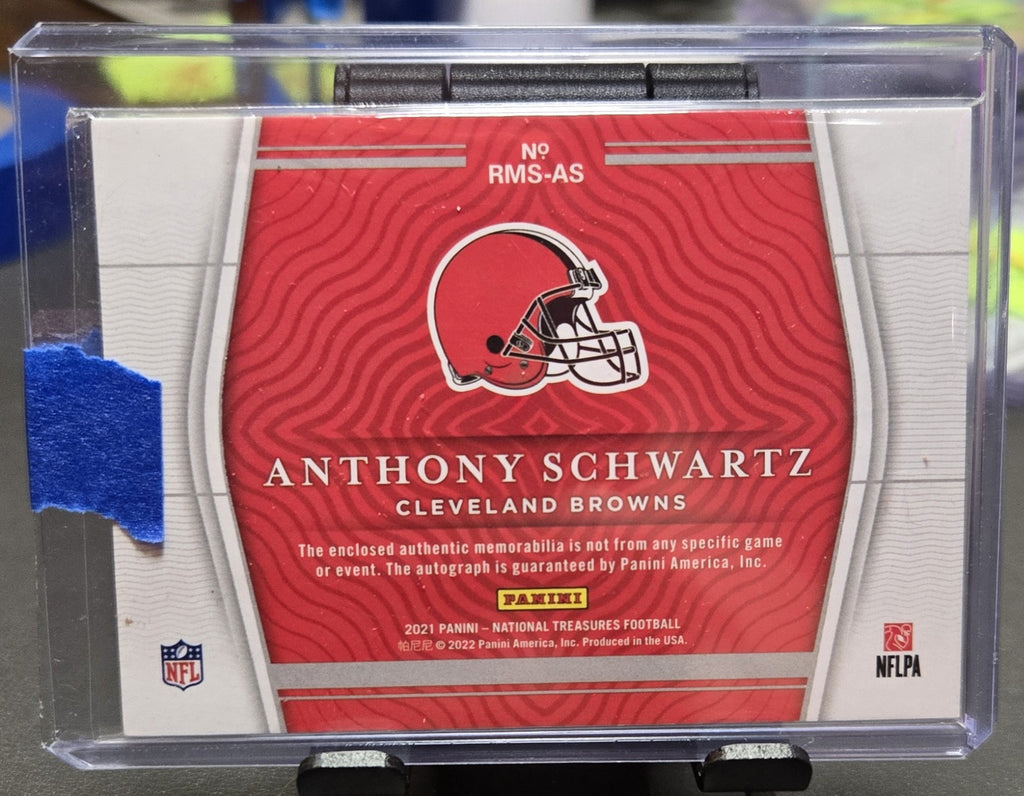 Nº
RMS-AS
ANTHONY SCHWARTZ
CLEVELAND BROWNS
The enclosed authentic memorabilia is not from any specific game
or event. The autograph is guaranteed by Panini America, Inc.
PANINI
2021 PANINI – NATIONAL TREASURES FOOTBALL
帕尼尼 © 2022 Panini America, Inc. Produced in the USA.
NFL
NFLPA